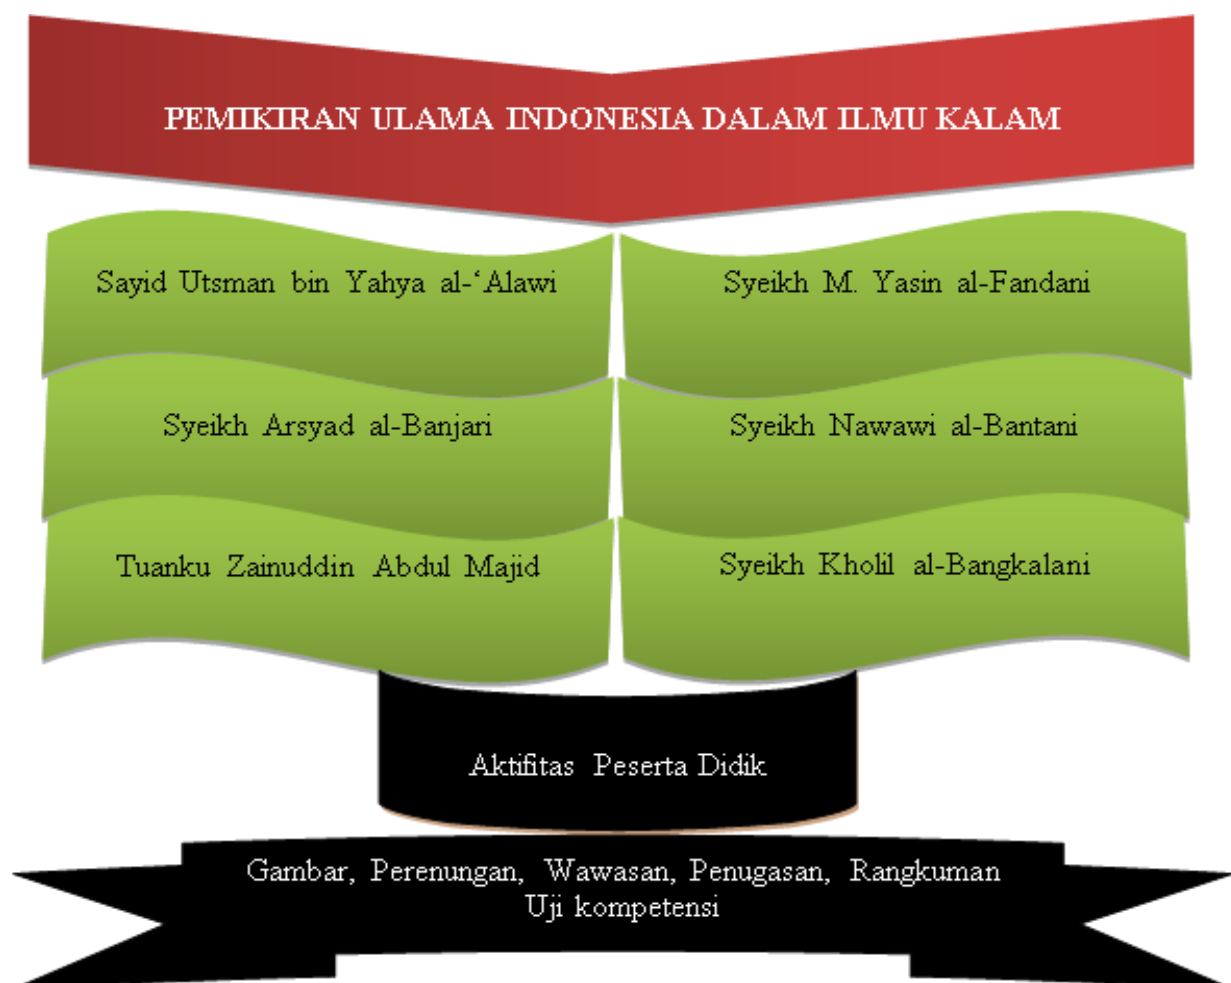 PEMIKIRAN ULAMA INDONESIA DALAM ILMU KALAM
Sayid Utsman bin Yahya al-‘Alawi
Syeikh M. Yasin al-Fandani
Syeikh Arsyad al-Banjari
Syeikh Nawawi al-Bantani
Tuanku Zainuddin Abdul Majid
Syeikh Kholil al-Bangkalani
Aktifitas Peserta Didik
Gambar, Perenungan, Wawasan, Penugasan, Rangkuman
Uji kompetensi